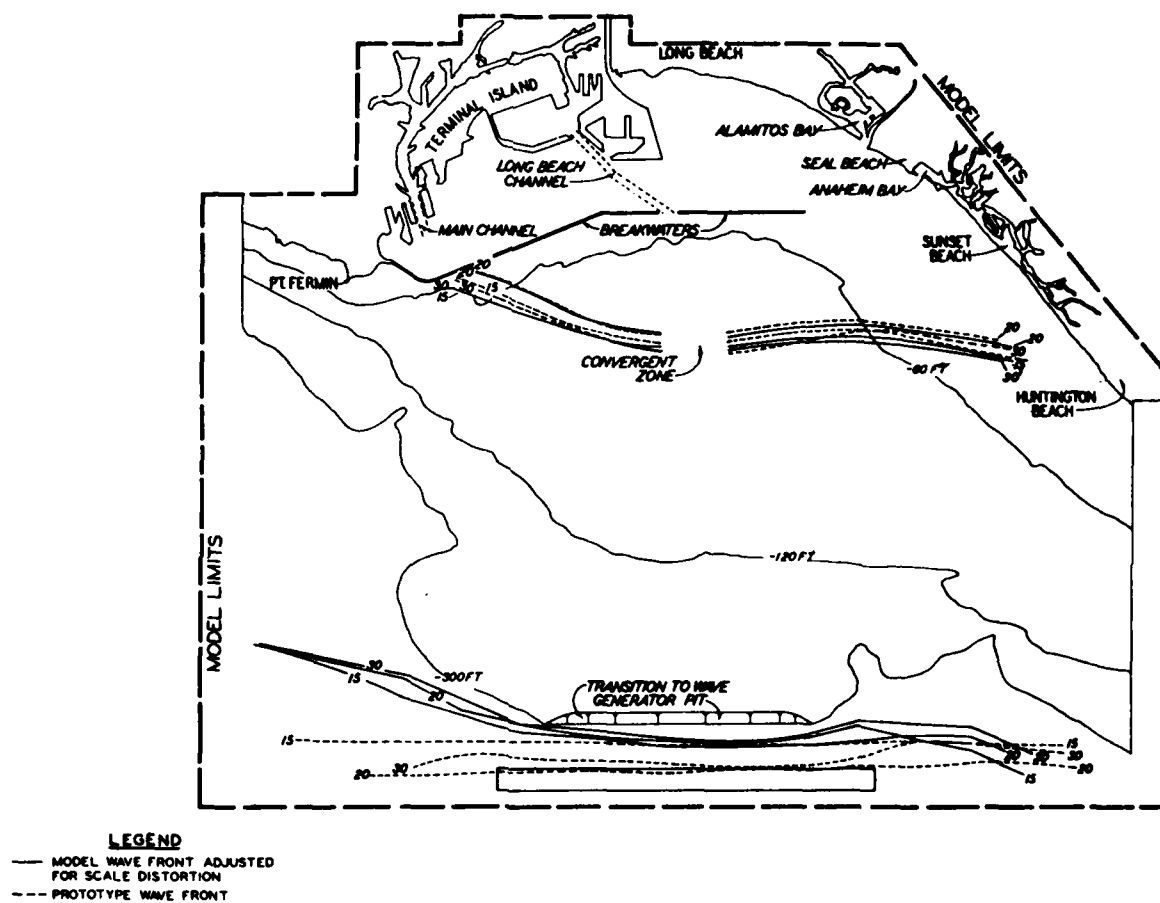 LONG BEACH
TERMINAL ISLAND
MODEL LIMITS
ALAMITOS BAY
LONG BEACH
CHANNEL
SEAL BEACH
ANAHEIM BAY
MAIN CHANNEL
BREAKWATERS
SUNSET
BEACH
PT. FERMIN
20
20
30
30
15
15
20
20
30
15
30
CONVERGENT
ZONE
-60 FT
HUNTINGTON
BEACH
-120 FT
MODEL LIMITS
30
15
20
-300 FT
TRANSITION TO WAVE
GENERATOR PIT
15
30
20
15
20
30
20
15
LEGEND
MODEL WAVE FRONT ADJUSTED
FOR SCALE DISTORTION
PROTOTYPE WAVE FRONT